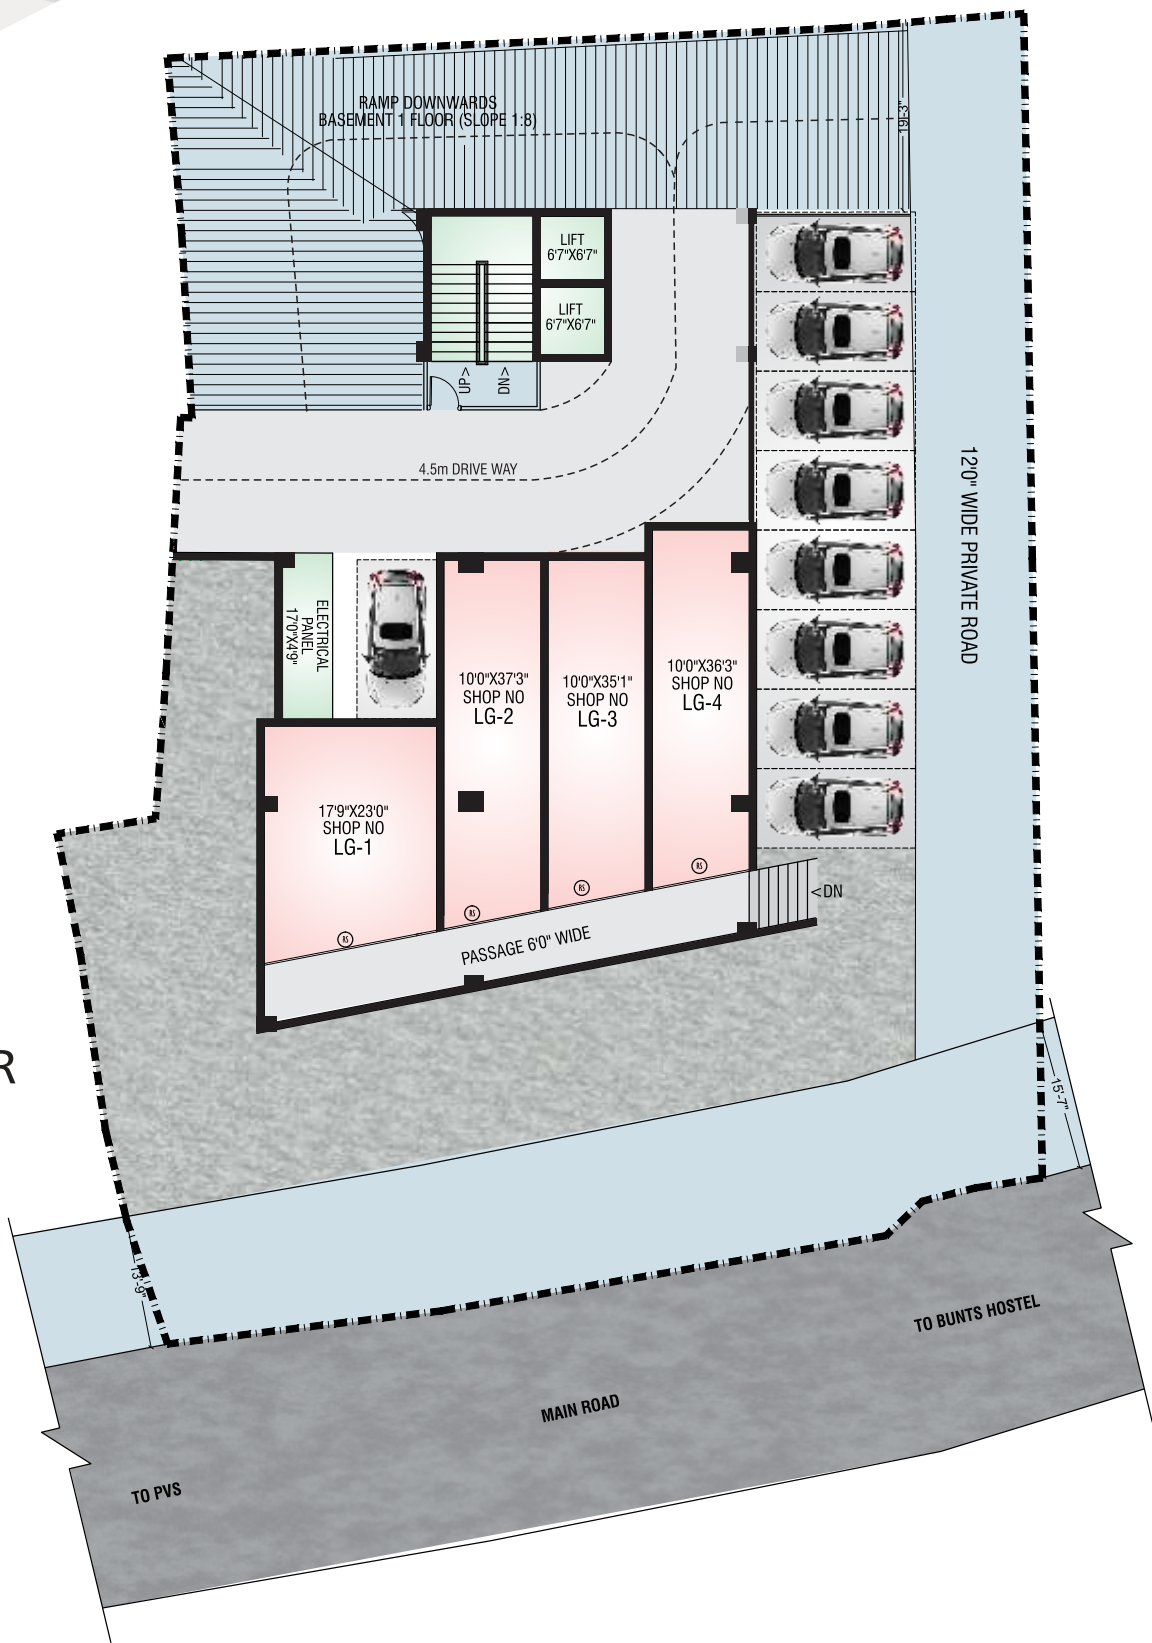 RAMP DOWNWARDS
BASEMENT 1 FLOOR (SLOPE 1:8)
19'-3"
LIFT
6'7"X6'7"
LIFT
6'7"X6'7"
UP>
DN>
4.5m DRIVE WAY
12'0" WIDE PRIVATE ROAD
ELECTRICAL
PANEL
17'0"X4'9"
10'0"X37'3"
SHOP NO
LG-2
10'0"X35'1"
SHOP NO
LG-3
10'0"X36'3"
SHOP NO
LG-4
17'9"X23'0"
SHOP NO
LG-1
RS
RS
RS
RS
<DN
PASSAGE 6'0" WIDE
R
15'-7"
13'-9"
TO BUNTS HOSTEL
MAIN ROAD
TO PVS